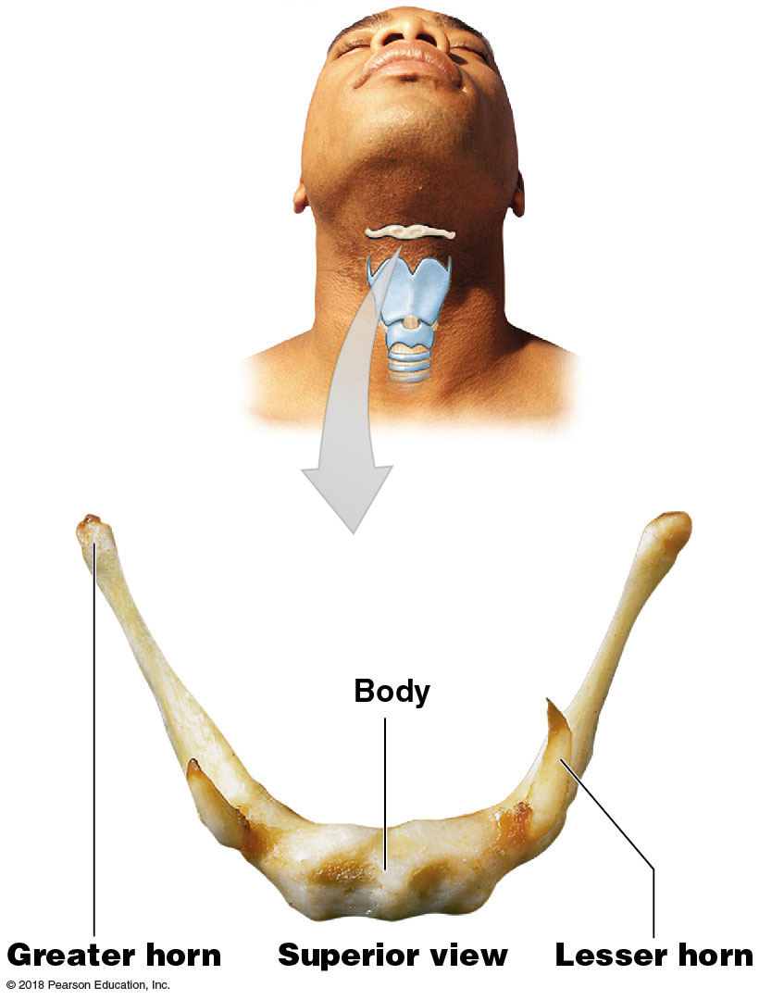 Body
Greater horn
Superior view
Lesser horn
© 2018 Pearson Education, Inc.